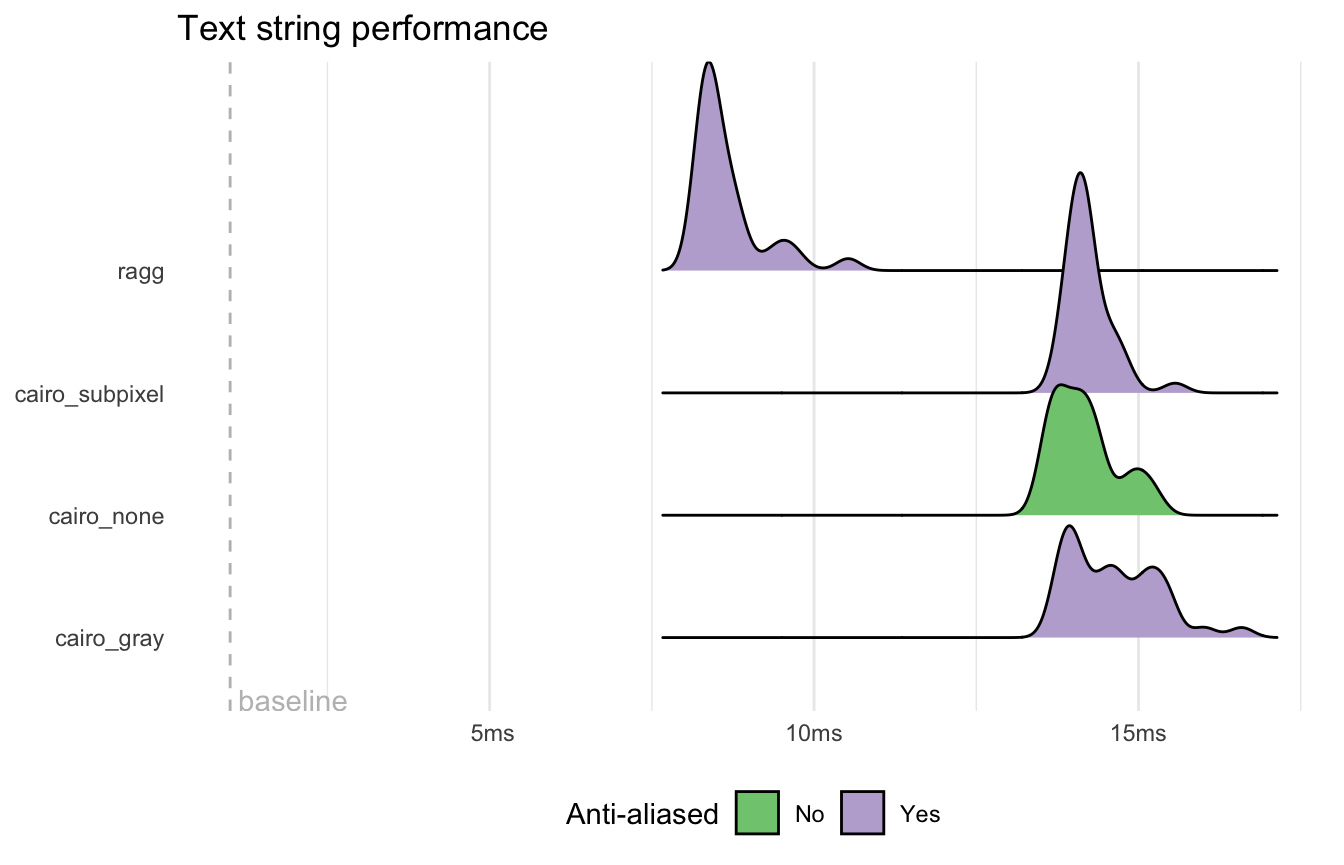 Text string performance
ragg
cairo_subpixel
cairo_none
cairo_gray
baseline
5ms 10ms 15ms
Anti-aliased No Yes